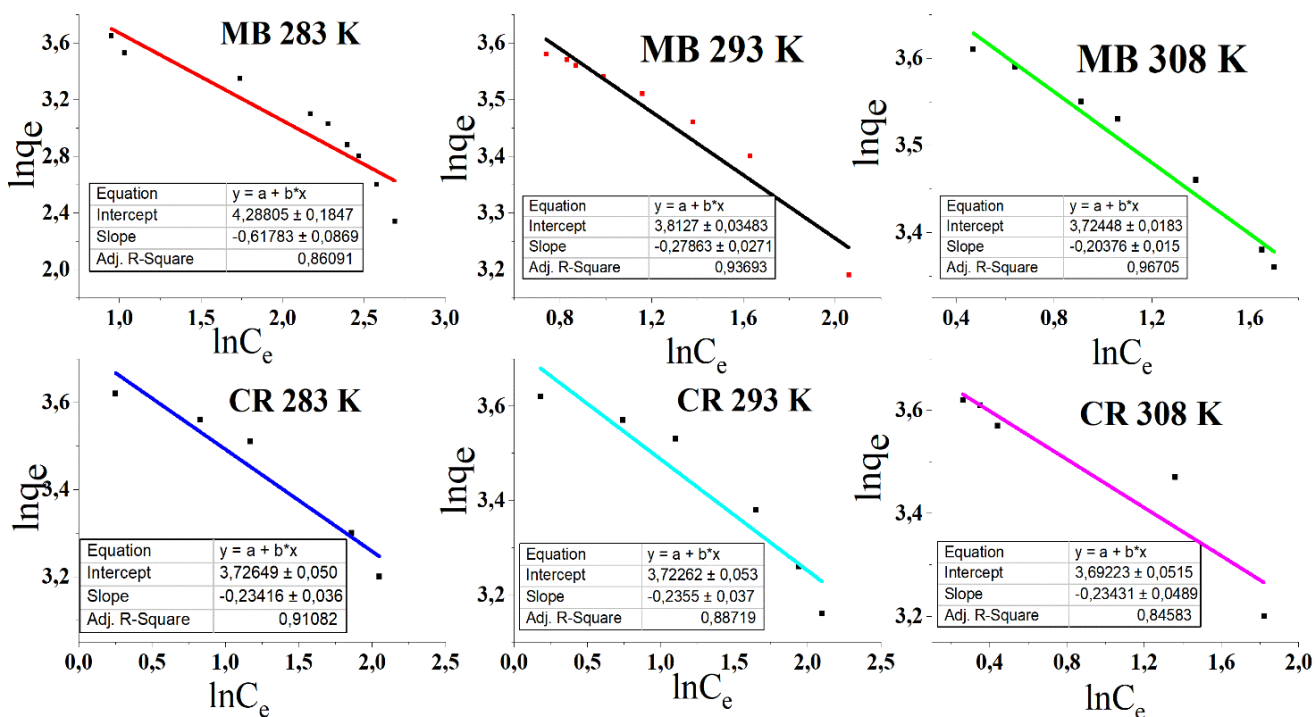 MB 283 K
lnqe
3,6
3,2
2,8
2,4
2,0
Equation y = a + b*x
Intercept 4,28805 ± 0,1847
Slope -0,61783 ± 0,0869
Adj. R-Square 0,86091
1,0 1,5 2,0 2,5 3,0
lnCe
MB 293 K
lnqe
3,6
3,5
3,4
3,3
3,2
Equation y = a + b*x
Intercept 3,8127 ± 0,03483
Slope -0,27863 ± 0,0271
Adj. R-Square 0,93693
0,8 1,2 1,6 2,0
lnCe
MB 308 K
lnqe
3,6
3,5
3,4
Equation y = a + b*x
Intercept 3,72448 ± 0,0183
Slope -0,20376 ± 0,015
Adj. R-Square 0,96705
0,4 0,8 1,2 1,6
lnCe
CR 283 K
lnqe
3,6
3,4
3,2
Equation y = a + b*x
Intercept 3,72649 ± 0,050
Slope -0,23416 ± 0,036
Adj. R-Square 0,91082
0,0 0,5 1,0 1,5 2,0 2,5
lnCe
CR 293 K
lnqe
3,6
3,4
3,2
Equation y = a + b*x
Intercept 3,72262 ± 0,053
Slope -0,2355 ± 0,037
Adj. R-Square 0,88719
0,0 0,5 1,0 1,5 2,0 2,5
lnCe
CR 308 K
lnqe
3,6
3,4
3,2
Equation y = a + b*x
Intercept 3,69223 ± 0,0515
Slope -0,23431 ± 0,0489
Adj. R-Square 0,84583
0,4 0,8 1,2 1,6 2,0
lnCe